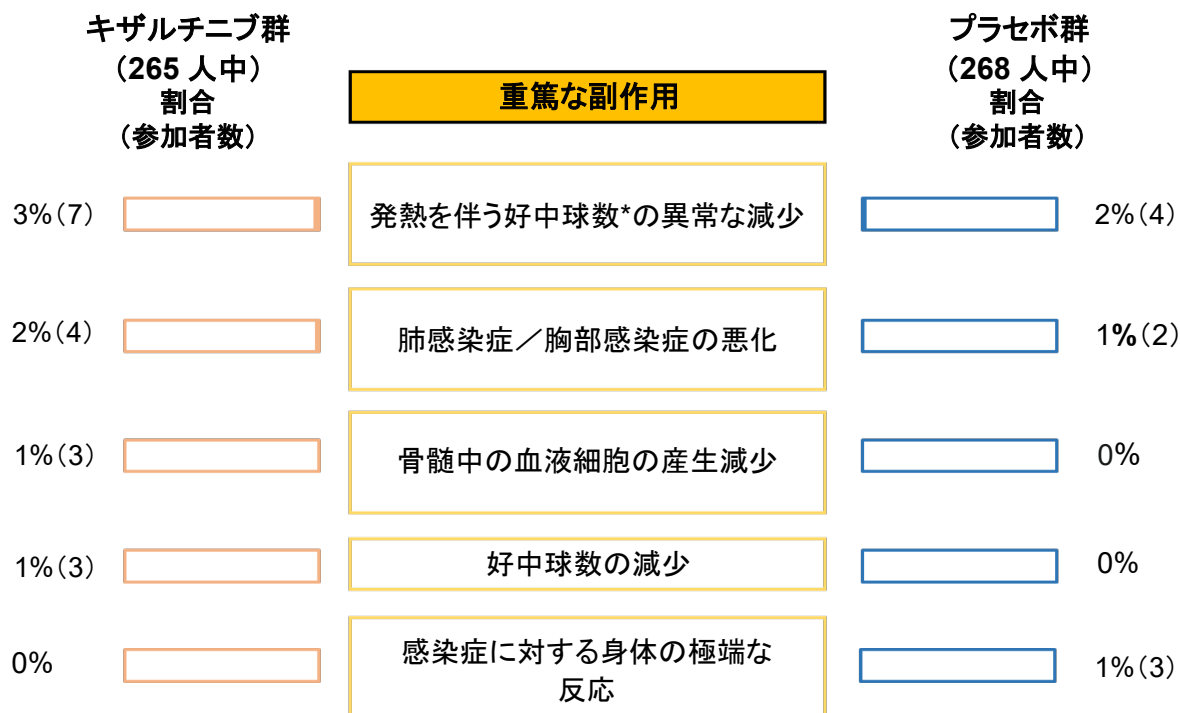 キザルチニブ群
（265 人中）
割合
（参加者数）
重篤な副作用
プラセボ群
（268 人中）
割合
（参加者数）
3%（7）
発熱を伴う好中球数*の異常な減少
2%（4）
2%（4）
肺感染症／胸部感染症の悪化
1%（2）
1%（3）
骨髄中の血液細胞の産生減少
0%
1%（3）
好中球数の減少
0%
0%
感染症に対する身体の極端な
反応
1%（3）